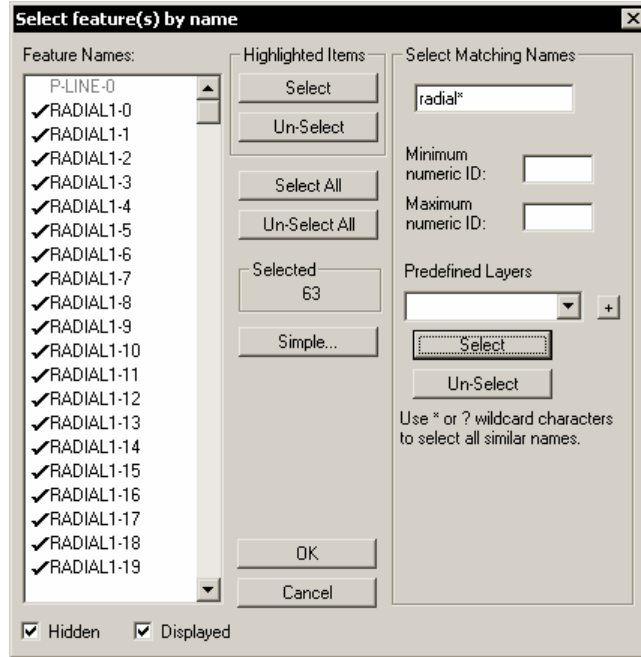 Select feature(s) by name
Feature Names:
P-LINE-0
RADIAL1-0
RADIAL1-1
RADIAL1-2
RADIAL1-3
RADIAL1-4
RADIAL1-5
RADIAL1-6
RADIAL1-7
RADIAL1-8
RADIAL1-9
RADIAL1-10
RADIAL1-11
RADIAL1-12
RADIAL1-13
RADIAL1-14
RADIAL1-15
RADIAL1-16
RADIAL1-17
RADIAL1-18
RADIAL1-19
Hidden
Displayed
Highlighted Items
Select
Un-Select
Select All
Un-Select All
Selected
63
Simple...
OK
Cancel
Select Matching Names
radial*
Minimum
numeric ID:
Maximum
numeric ID:
Predefined Layers
+
Select
Un-Select
Use * or ? wildcard characters
to select all similar names.